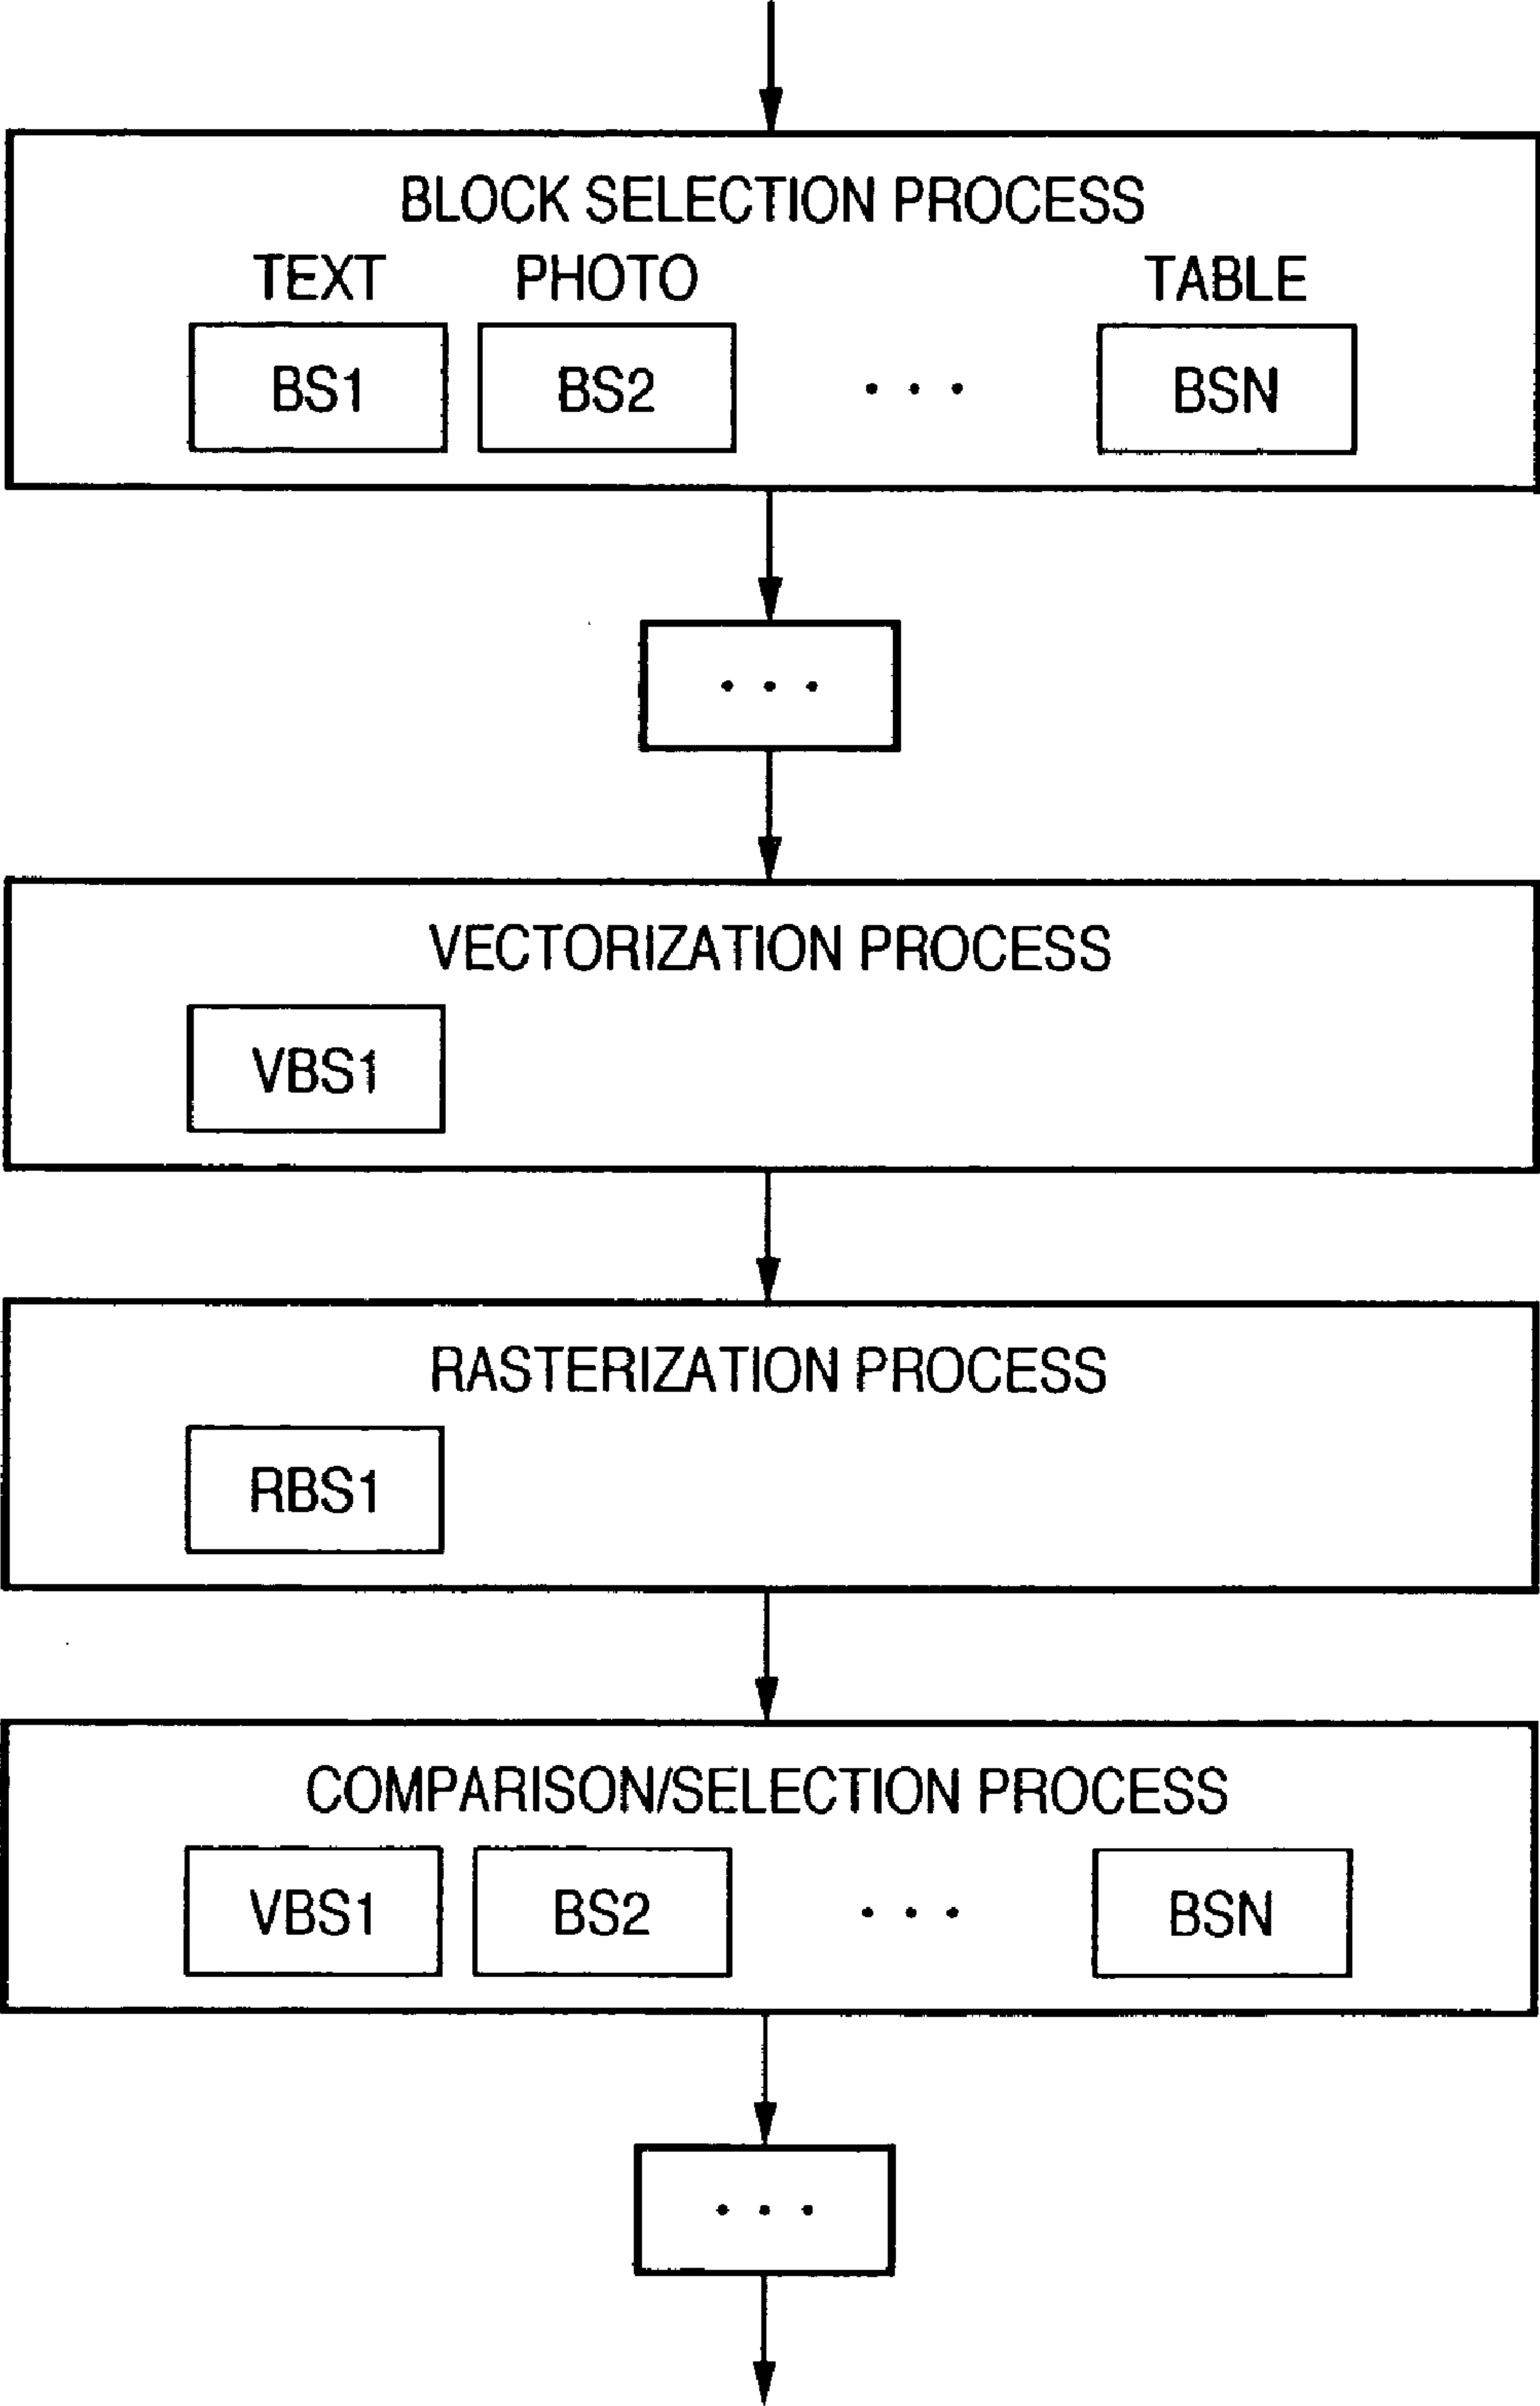 BLOCK SELECTION PROCESS
TEXT PHOTO TABLE
BS1 BS2 . . . BSN
. . .
VECTORIZATION PROCESS
VBS1
RASTERIZATION PROCESS
RBS1
COMPARISON/SELECTION PROCESS
VBS1 BS2 . . . BSN
. . .